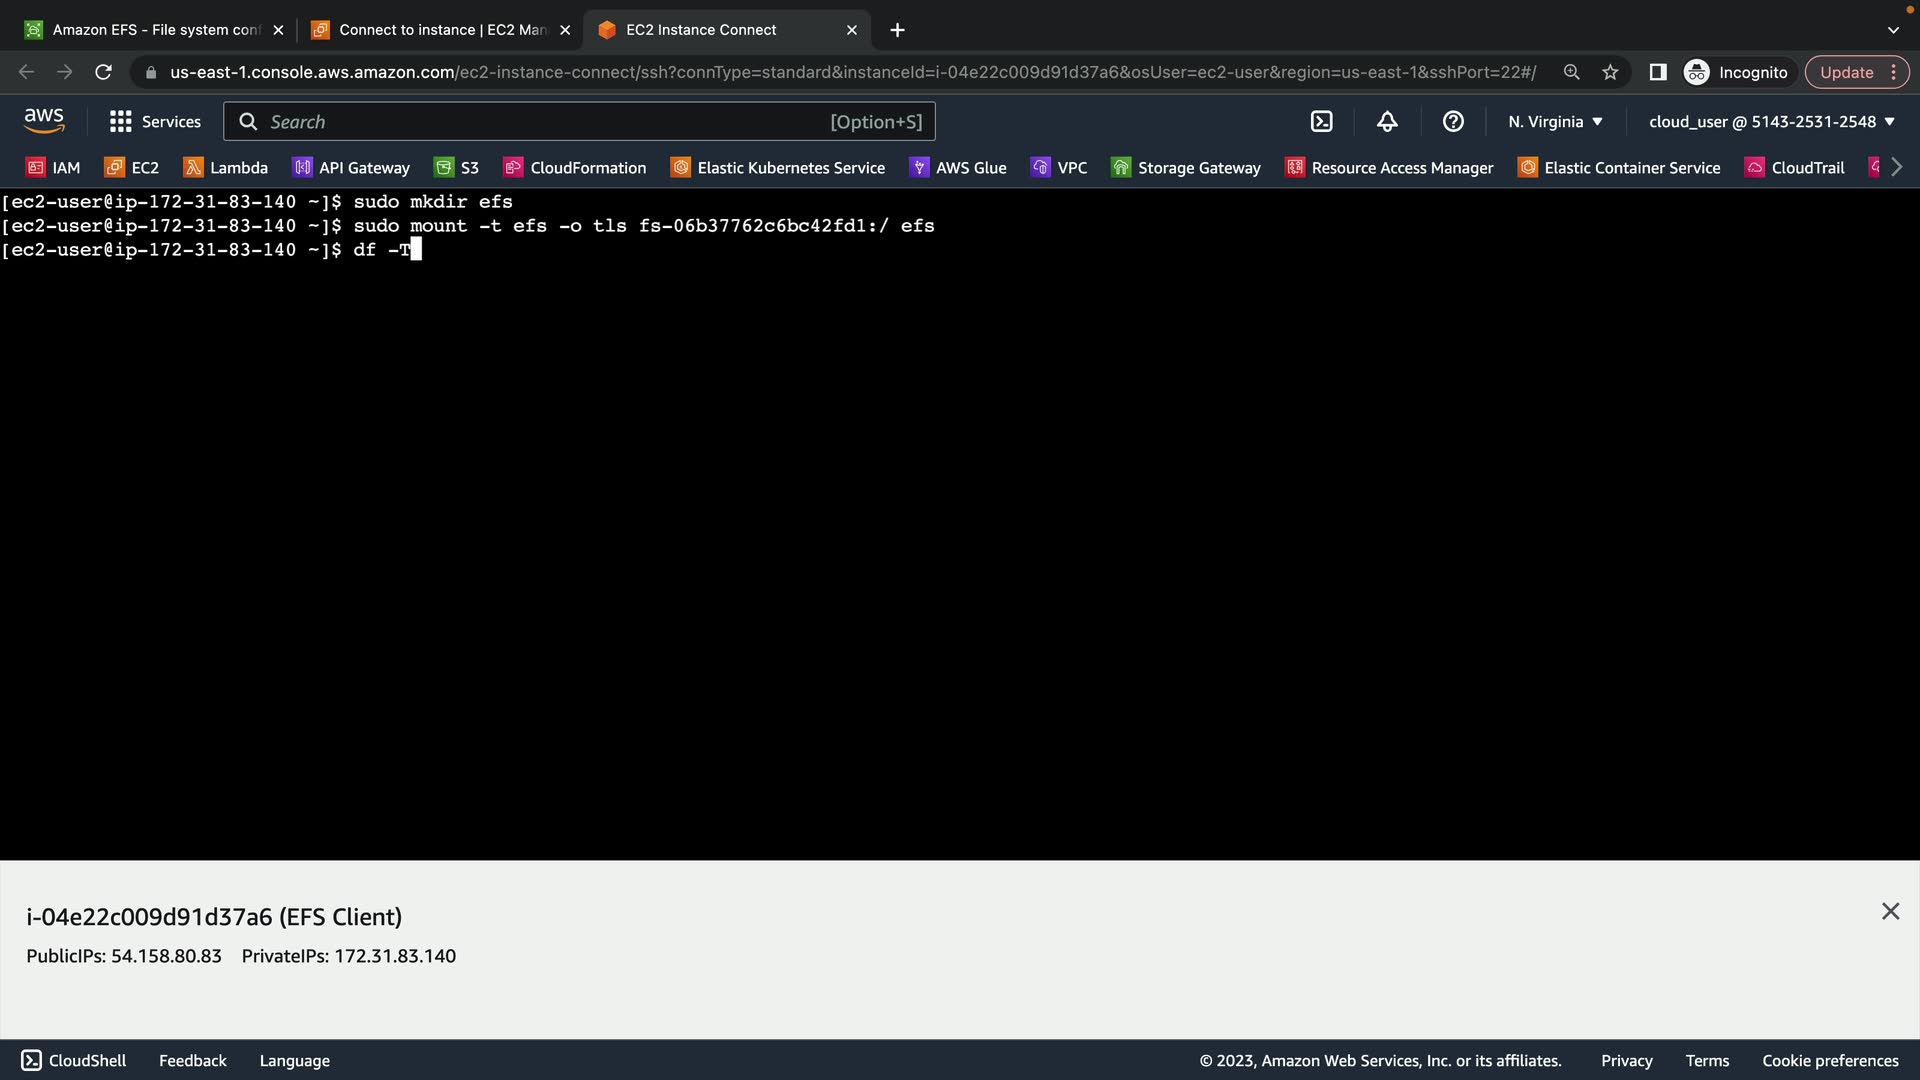 Amazon EFS - File system conf
Connect to instance | EC2 Man
EC2 Instance Connect
us-east-1.console.aws.amazon.com/ec2-instance-connect/ssh?connType=standard&instanceId=i-04e22c009d91d37a6&osUser=ec2-user&region=us-east-1&sshPort=22#/
Incognito
Update
aws
Services
Search
[Option+S]
N. Virginia
cloud_user @ 5143-2531-2548
IAM
EC2
Lambda
API Gateway
S3
CloudFormation
Elastic Kubernetes Service
AWS Glue
VPC
Storage Gateway
Resource Access Manager
Elastic Container Service
CloudTrail
[ec2-user@ip-172-31-83-140 ~]$ sudo mkdir efs
[ec2-user@ip-172-31-83-140 ~]$ sudo mount -t efs -o tls fs-06b37762c6bc42fd1:/ efs
[ec2-user@ip-172-31-83-140 ~]$ df -T
i-04e22c009d91d37a6 (EFS Client)
PublicIPs: 54.158.80.83 PrivateIPs: 172.31.83.140
CloudShell
Feedback
Language
© 2023, Amazon Web Services, Inc. or its affiliates.
Privacy
Terms
Cookie preferences